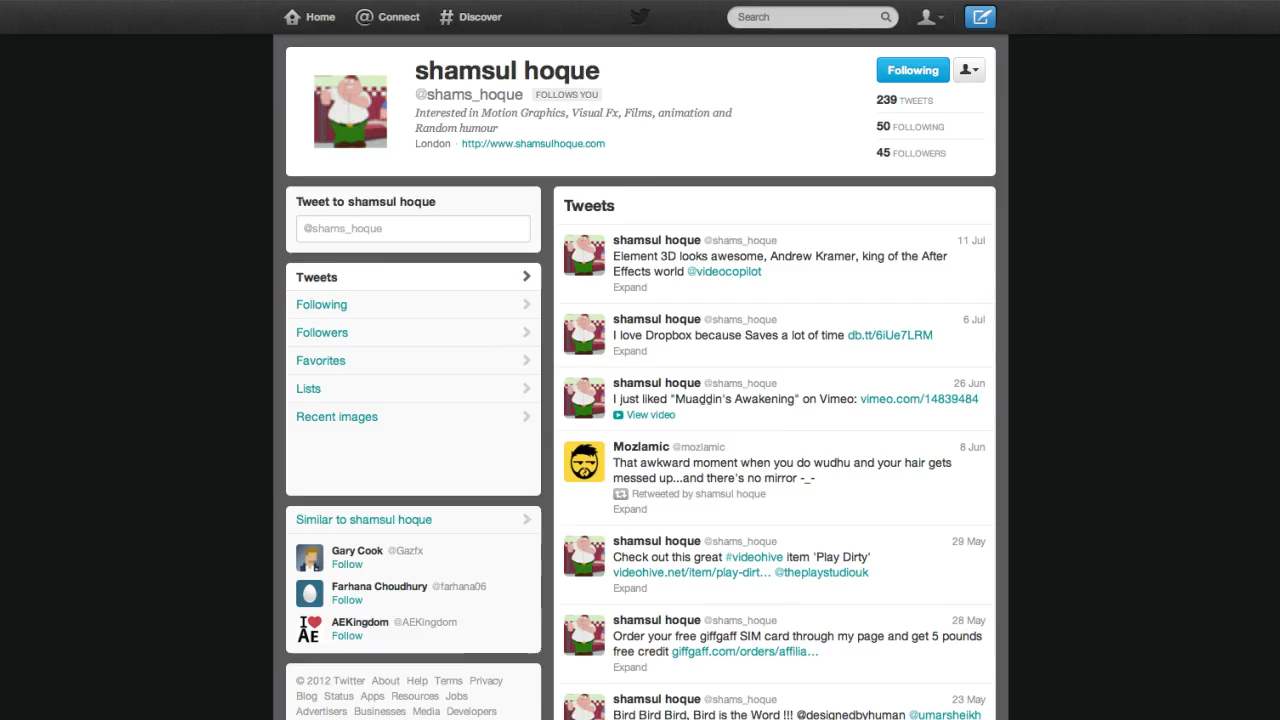 Home
Connect
Discover
Search
shamsul hoque
@shams_hoque FOLLOWS YOU
Interested in Motion Graphics, Visual Fx, Films, animation and
Random humour
London · http://www.shamsulhoque.com
Following
239 TWEETS
50 FOLLOWING
45 FOLLOWERS
Tweet to shamsul hoque
@shams_hoque
Tweets
Following
Followers
Favorites
Lists
Recent images
Similar to shamsul hoque
Gary Cook @Gazfx
Follow
Farhana Choudhury @farhana06
Follow
I ♥ AE
AEKingdom @AEKingdom
Follow
© 2012 Twitter About Help Terms Privacy
Blog Status Apps Resources Jobs
Advertisers Businesses Media Developers
Tweets
shamsul hoque @shams_hoque 11 Jul
Element 3D looks awesome, Andrew Kramer, king of the After
Effects world @videocopilot
Expand
shamsul hoque @shams_hoque 6 Jul
I love Dropbox because Saves a lot of time db.tt/6iUe7LRM
Expand
shamsul hoque @shams_hoque 26 Jun
I just liked "Muaḍḍin's Awakening" on Vimeo: vimeo.com/14839484
View video
Mozlamic @mozlamic 8 Jun
That awkward moment when you do wudhu and your hair gets
messed up...and there's no mirror -_-
Retweeted by shamsul hoque
Expand
shamsul hoque @shams_hoque 29 May
Check out this great #videohive item 'Play Dirty'
videohive.net/item/play-dirt… @theplaystudiouk
Expand
shamsul hoque @shams_hoque 28 May
Order your free giffgaff SIM card through my page and get 5 pounds
free credit giffgaff.com/orders/affilia…
Expand
shamsul hoque @shams_hoque 23 May
Bird Bird Bird, Bird is the Word !!! @designedbyhuman @umarsheikh